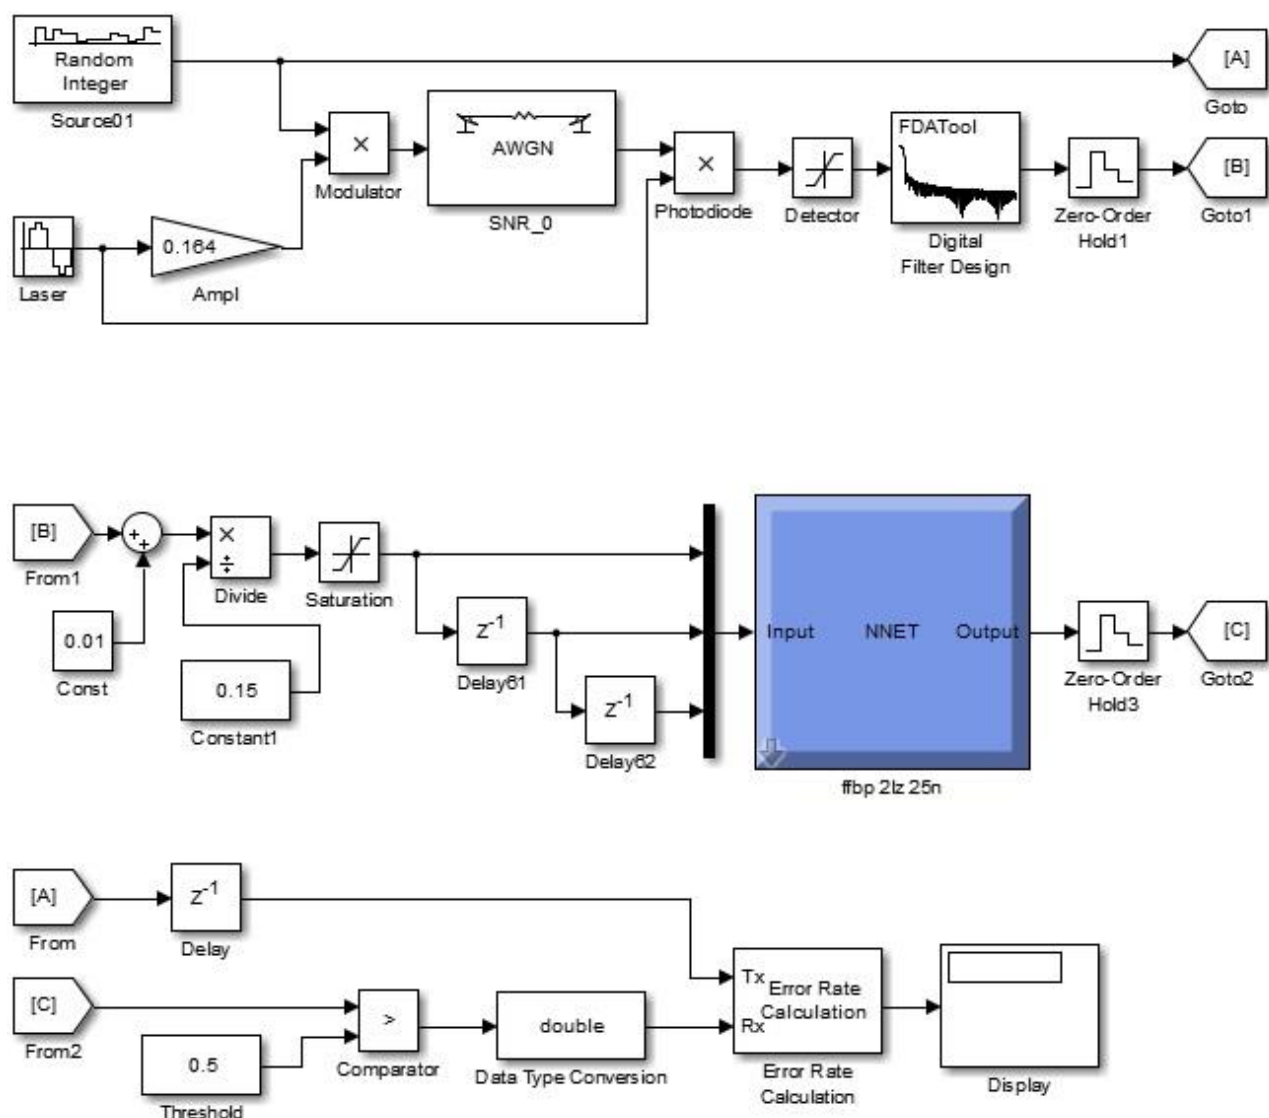 Random
Integer
Source01
[A]
Goto
×
Modulator
AWGN
SNR_0
×
Photodiode
Detector
FDATool
Digital
Filter Design
Zero-Order
Hold1
[B]
Goto1
Laser
0.164
Ampl
[B]
From1
+
+
0.01
Const
×
÷
Divide
0.15
Constant1
Saturation
z-1
Delay61
z-1
Delay62
Input NNET Output
ffbp 2lz 25n
Zero-Order
Hold3
[C]
Goto2
[A]
From
z-1
Delay
[C]
From2
0.5
Threshold
>
Comparator
double
Data Type Conversion
Tx
Rx
Error Rate
Calculation
Error Rate
Calculation
Display